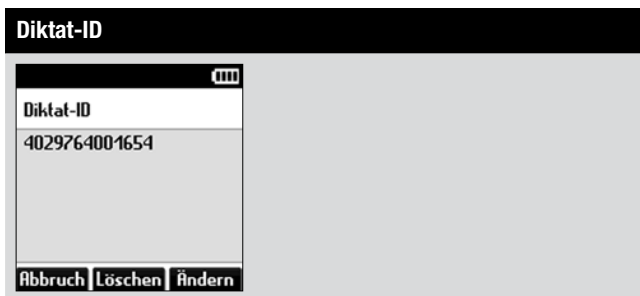 Diktat-ID
Diktat-ID
4029764001654
Abbruch Löschen Ändern